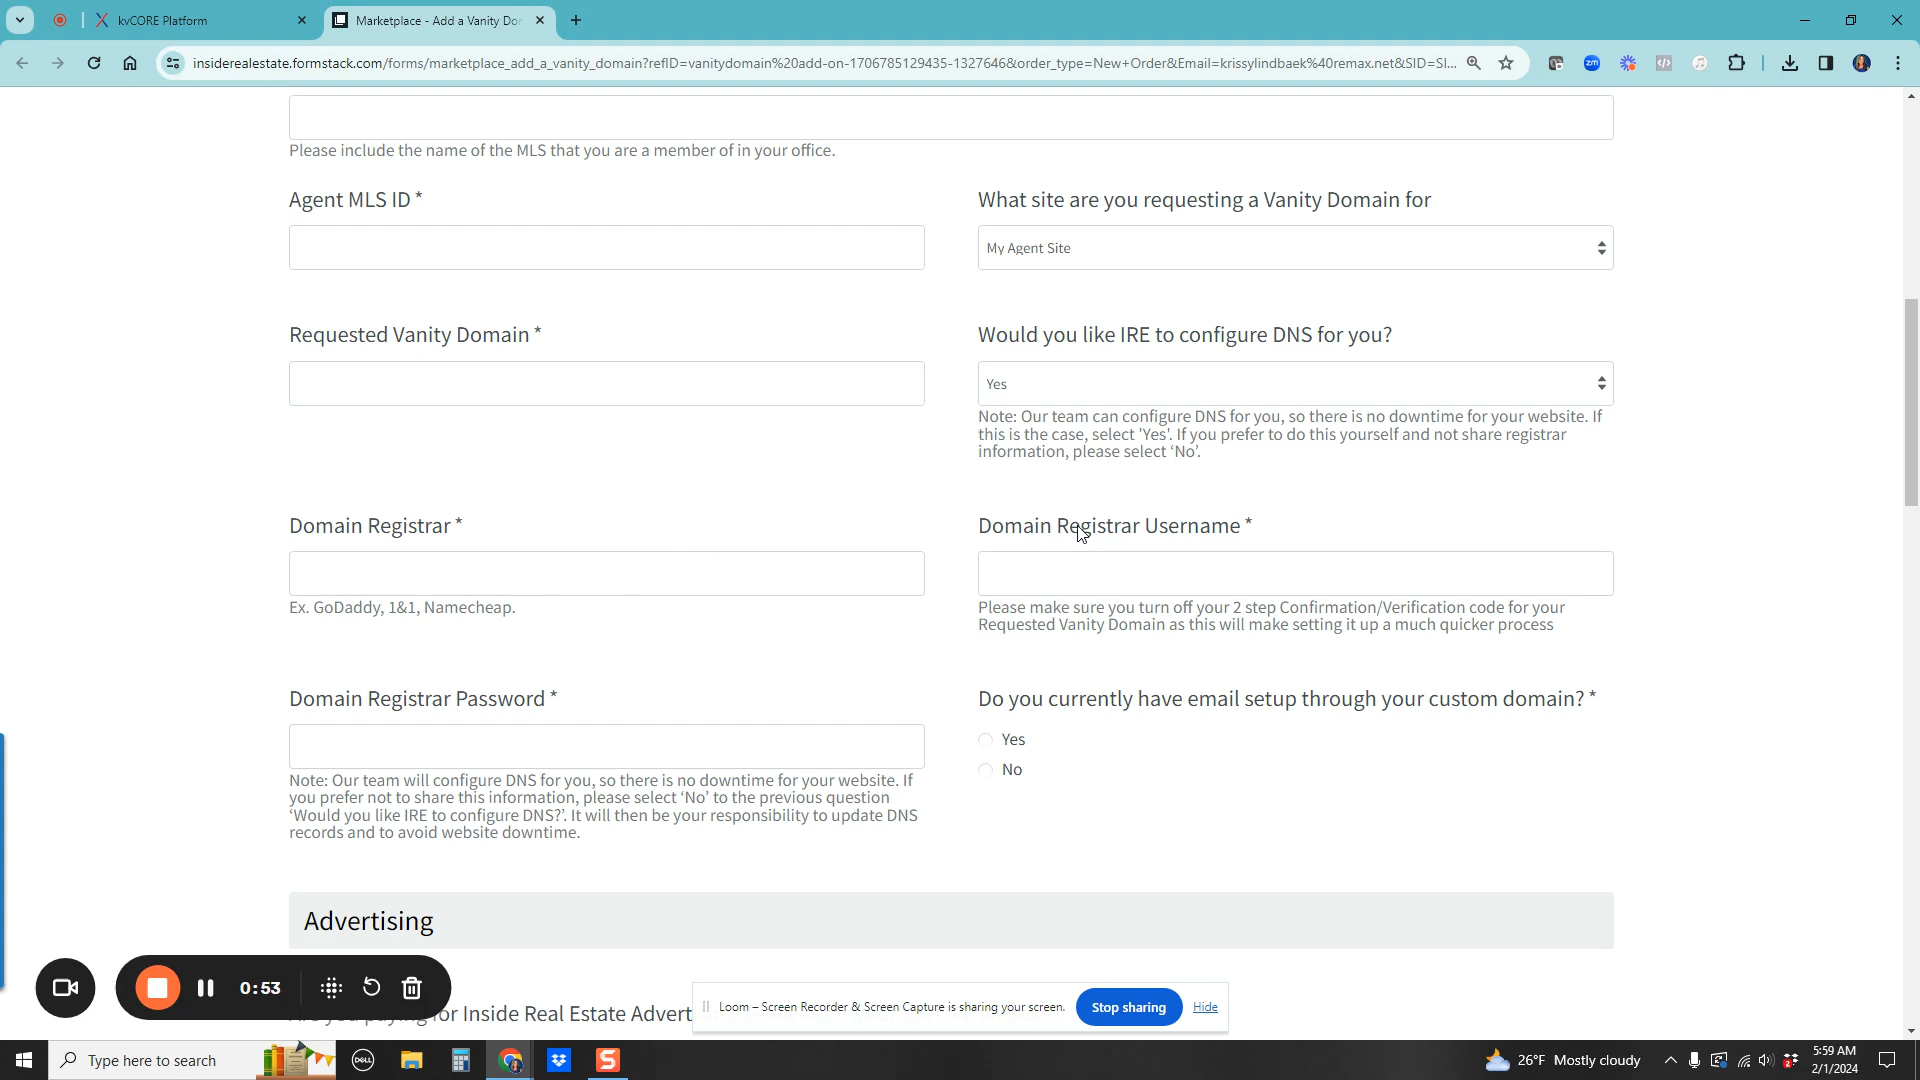 kvCORE Platform
Marketplace - Add a Vanity Do
insiderealestate.formstack.com/forms/marketplace_add_a_vanity_domain?refID=vanitydomain%20add-on-1706785129435-1327646&order_type=New+Order&Email=krissylindbaek%40remax.net&SID=SI...
Please include the name of the MLS that you are a member of in your office.
Agent MLS ID *
What site are you requesting a Vanity Domain for
My Agent Site
Requested Vanity Domain *
Would you like IRE to configure DNS for you?
Yes
Note: Our team can configure DNS for you, so there is no downtime for your website. If
this is the case, select 'Yes'. If you prefer to do this yourself and not share registrar
information, please select ‘No’.
Domain Registrar *
Domain Registrar Username *
Ex. GoDaddy, 1&1, Namecheap.
Please make sure you turn off your 2 step Confirmation/Verification code for your
Requested Vanity Domain as this will make setting it up a much quicker process
Domain Registrar Password *
Do you currently have email setup through your custom domain? *
Yes
No
Note: Our team will configure DNS for you, so there is no downtime for your website. If
you prefer not to share this information, please select ‘No’ to the previous question
‘Would you like IRE to configure DNS?’. It will then be your responsibility to update DNS
records and to avoid website downtime.
Advertising
0:53
for Inside Real Estate Advert
Loom – Screen Recorder & Screen Capture is sharing your screen.
Stop sharing
Hide
Type here to search
DELL
26°F Mostly cloudy
5:59 AM
2/1/2024